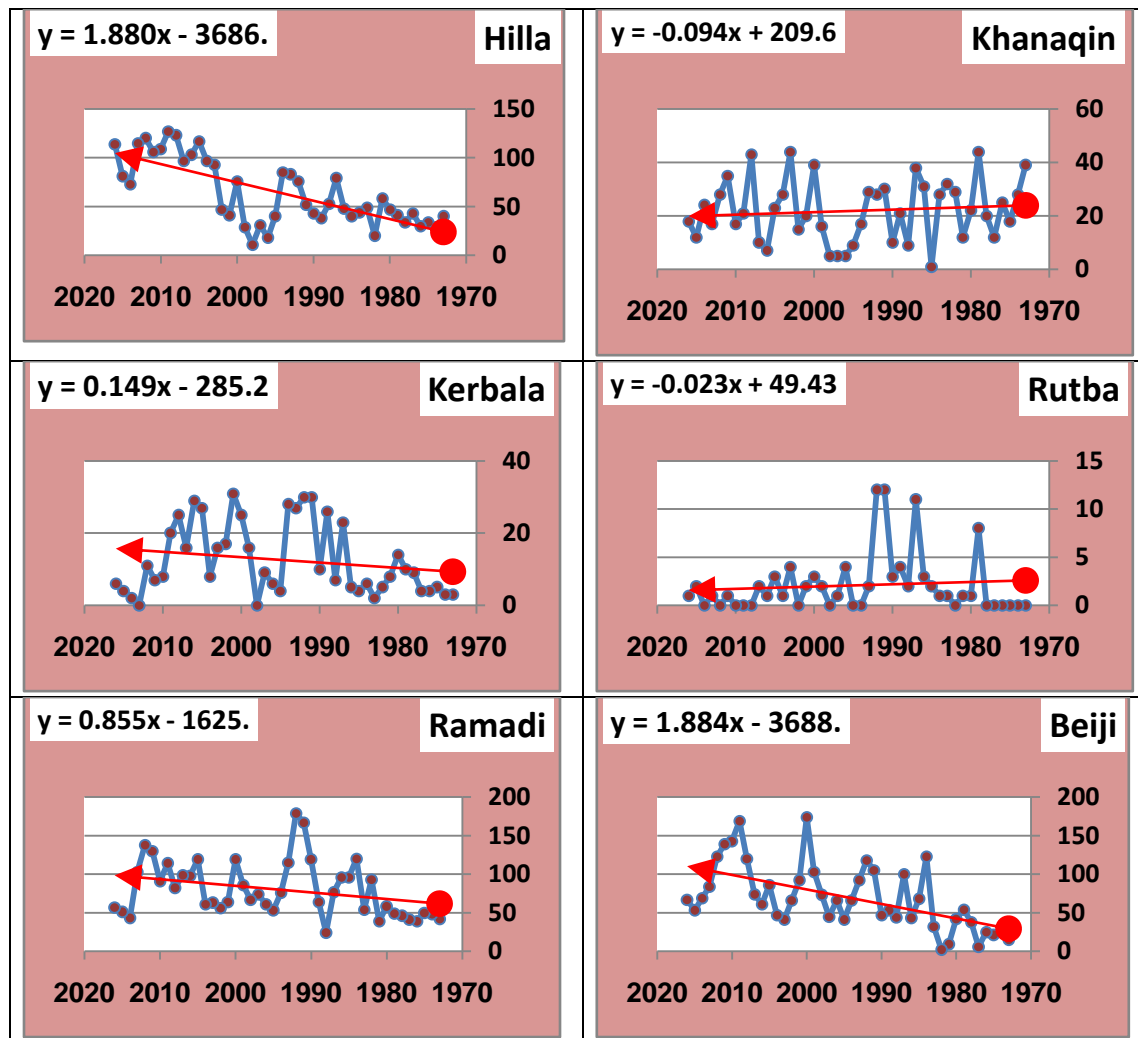 y = 1.880x - 3686. Hilla
150
100
50
0
2020 2010 2000 1990 1980 1970
y = -0.094x + 209.6 Khanaqin
60
40
20
0
2020 2010 2000 1990 1980 1970
y = 0.149x - 285.2 Kerbala
40
20
0
2020 2010 2000 1990 1980 1970
y = -0.023x + 49.43 Rutba
15
10
5
0
2020 2010 2000 1990 1980 1970
y = 0.855x - 1625. Ramadi
200
150
100
50
0
2020 2010 2000 1990 1980 1970
y = 1.884x - 3688. Beiji
200
150
100
50
0
2020 2010 2000 1990 1980 1970